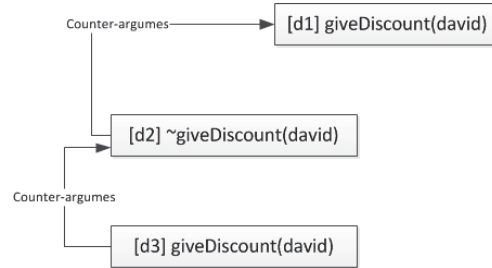 Counter-argumes
[d1] giveDiscount(david)
[d2] ~giveDiscount(david)
Counter-argumes
[d3] giveDiscount(david)